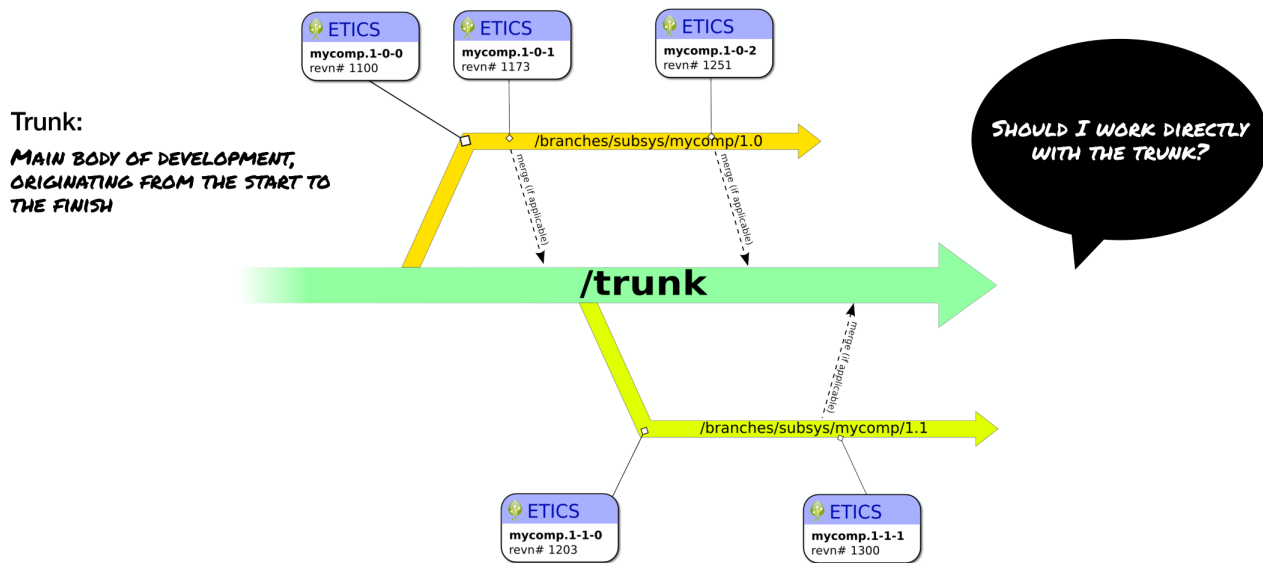 ETICS
mycomp.1-0-0
revn# 1100
ETICS
mycomp.1-0-1
revn# 1173
ETICS
mycomp.1-0-2
revn# 1251
Trunk:
MAIN BODY OF DEVELOPMENT,
ORIGINATING FROM THE START TO
THE FINISH
SHOULD I WORK DIRECTLY
WITH THE TRUNK?
/branches/subsys/mycomp/1.0
merge (if applicable)
merge (if applicable)
/trunk
merge (if applicable)
/branches/subsys/mycomp/1.1
ETICS
mycomp.1-1-0
revn# 1203
ETICS
mycomp.1-1-1
revn# 1300